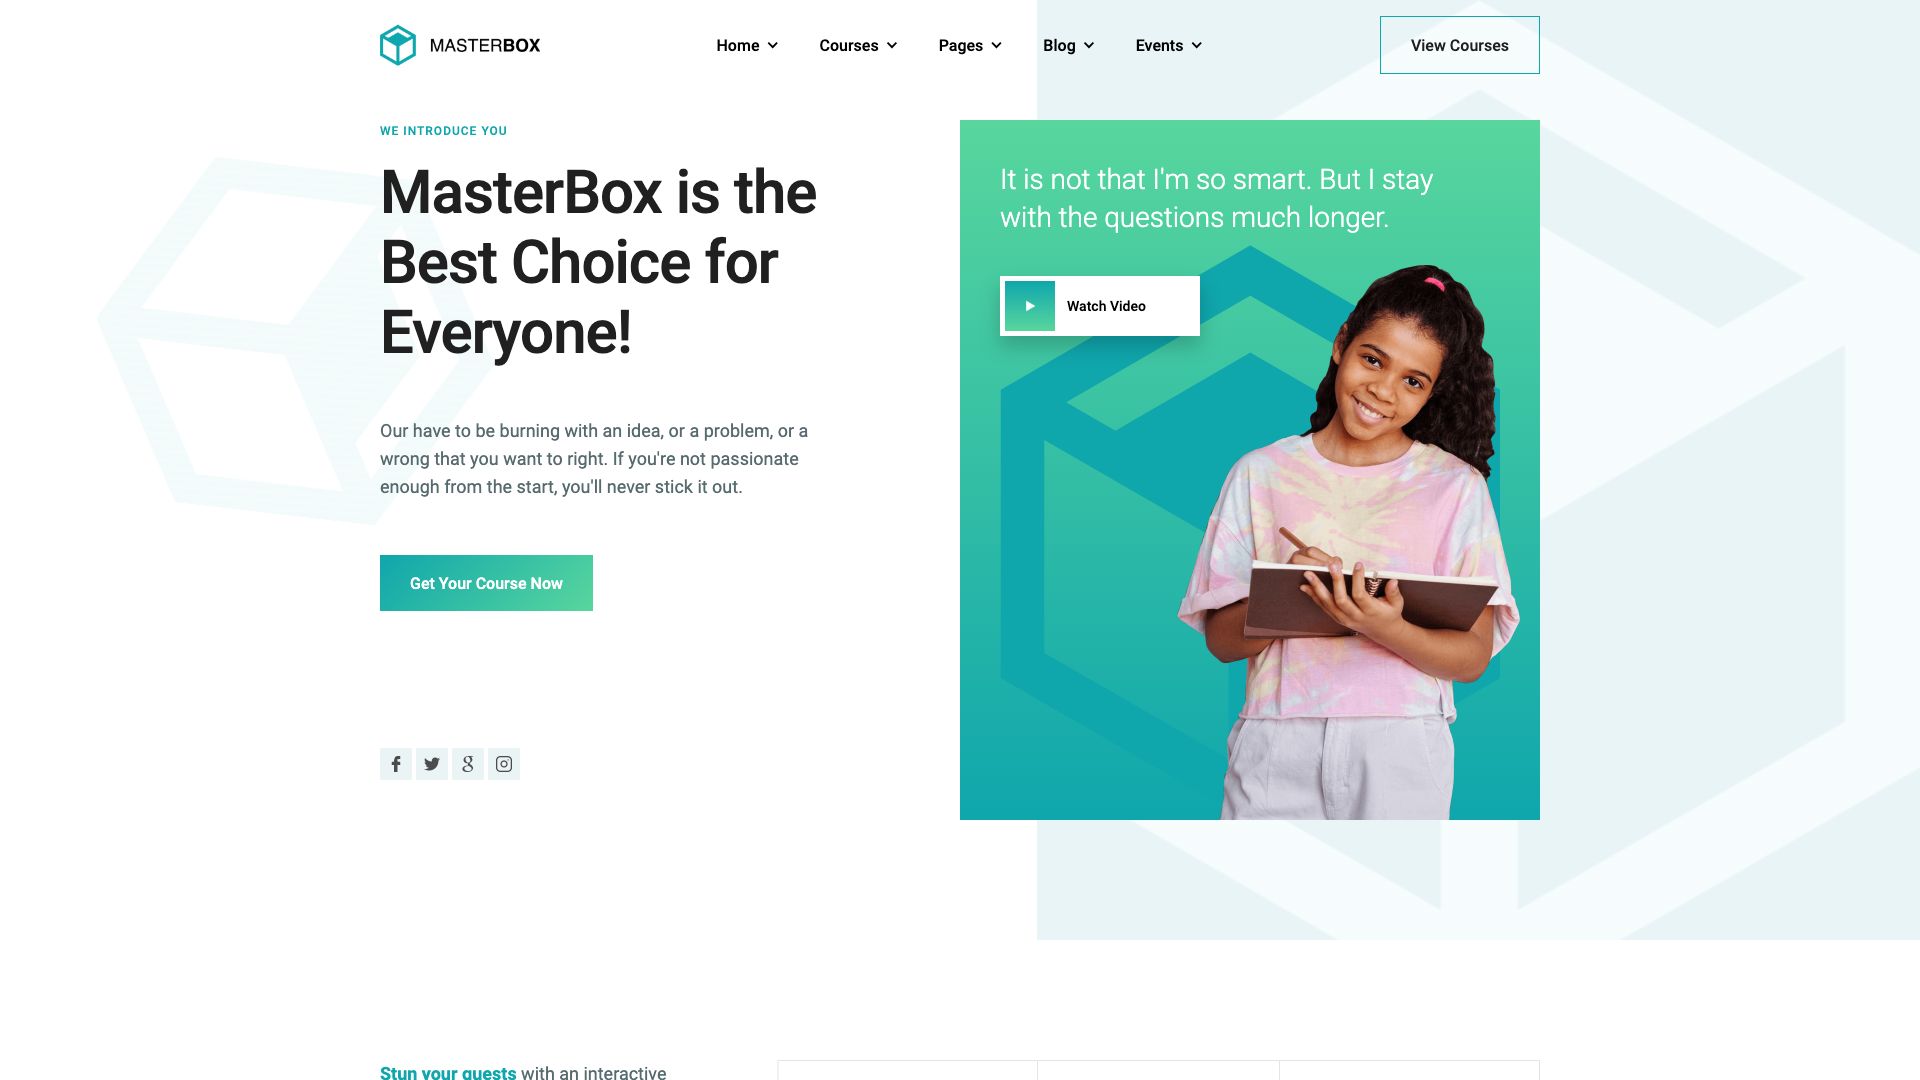 MASTERBOX
Home
Courses
Pages
Blog
Events
View Courses
WE INTRODUCE YOU
MasterBox is the
Best Choice for
Everyone!
Our have to be burning with an idea, or a problem, or a
wrong that you want to right. If you're not passionate
enough from the start, you'll never stick it out.
Get Your Course Now
It is not that I'm so smart. But I stay
with the questions much longer.
Watch Video
Stun your guests with an interactive